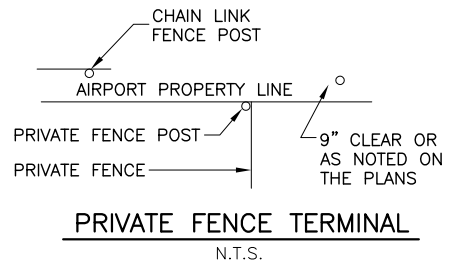 CHAIN LINK
FENCE POST
AIRPORT PROPERTY LINE
PRIVATE FENCE POST
PRIVATE FENCE
9" CLEAR OR
AS NOTED ON
THE PLANS
PRIVATE FENCE TERMINAL
N.T.S.